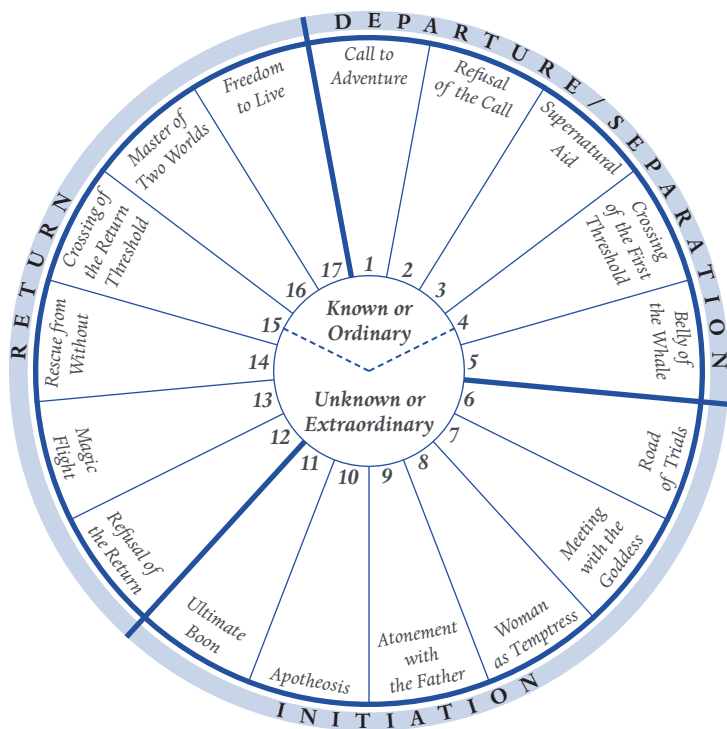 DEPARTURE/SEPARATION
INITIATION
RETURN
Call to
Adventure
Refusal
of the Call
Supernatural
Aid
Crossing
of the First
Threshold
Belly of
the Whale
Road
of Trials
Meeting
with the
Goddess
Woman
as Temptress
Atonement
with
the Father
Apotheosis
Ultimate
Boon
Refusal of
the Return
Magic
Flight
Rescue from
Without
Crossing of
the Return
Threshold
Master of
Two Worlds
Freedom
to Live
1
2
3
4
5
6
7
8
9
10
11
12
13
14
15
16
17
Known or
Ordinary
Unknown or
Extraordinary